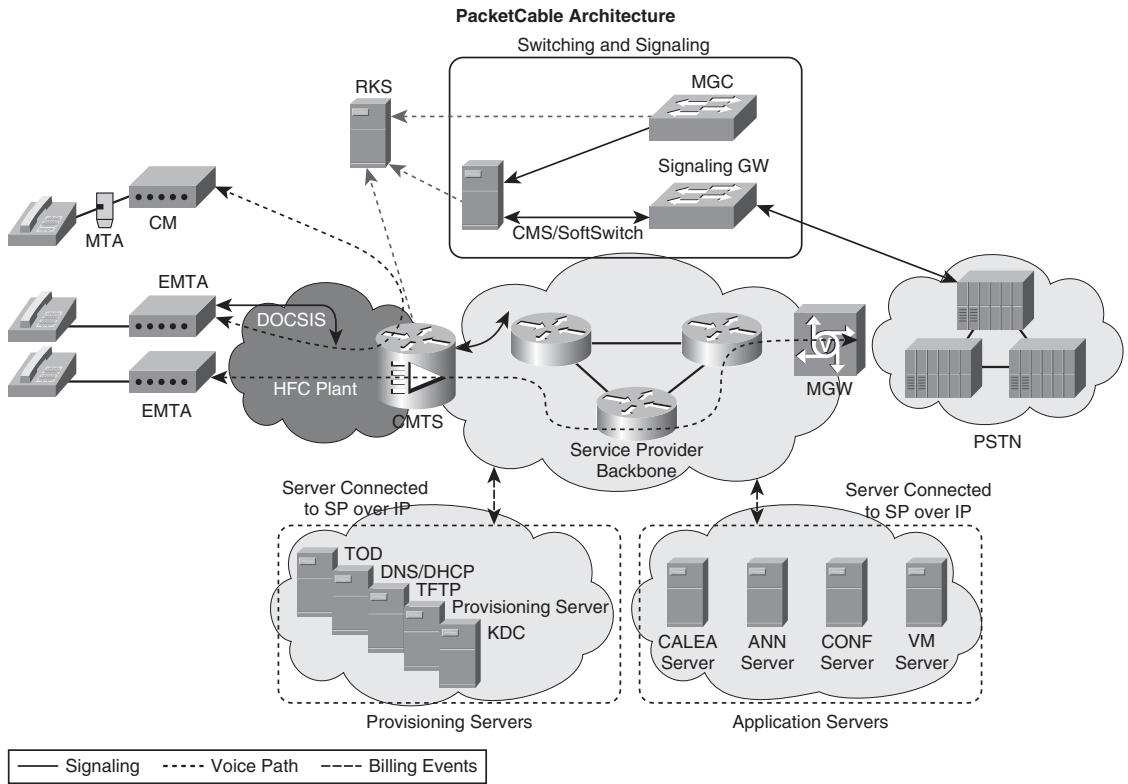 PacketCable Architecture
Switching and Signaling
RKS
MGC
Signaling GW
CMS/SoftSwitch
CM
MTA
EMTA
DOCSIS
HFC Plant
EMTA
CMTS
V
MGW
Service Provider
Backbone
PSTN
Server Connected
to SP over IP
Server Connected
to SP over IP
TOD
DNS/DHCP
TFTP
Provisioning Server
KDC
CALEA
Server
ANN
Server
CONF
Server
VM
Server
Provisioning Servers
Application Servers
Signaling
Voice Path
Billing Events